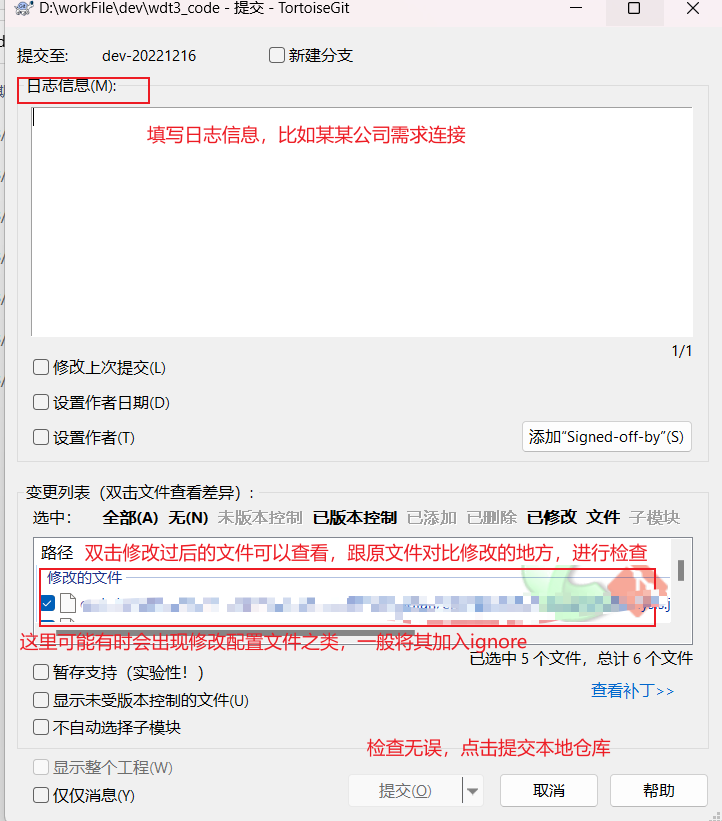 D:\workFile\dev\wdt3_code - 提交 - TortoiseGit
提交至: dev-20221216 新建分支
日志信息(M):
填写日志信息，比如某某公司需求连接
1/1
修改上次提交(L)
设置作者日期(D)
设置作者(T)
添加“Signed-off-by”(S)
变更列表（双击文件查看差异）:
选中: 全部(A) 无(N) 未版本控制 已版本控制 已添加 已删除 已修改 文件 子模块
路径 双击修改过后的文件可以查看，跟原文件对比修改的地方，进行检查
修改的文件
这里可能有时会出现修改配置文件之类，一般将其加入ignore
已选中 5 个文件，总计 6 个文件
暂存支持（实验性！）
查看补丁>>
显示未受版本控制的文件(U)
不自动选择子模块
检查无误，点击提交本地仓库
显示整个工程(W)
仅仅消息(Y)
提交(O) 取消 帮助